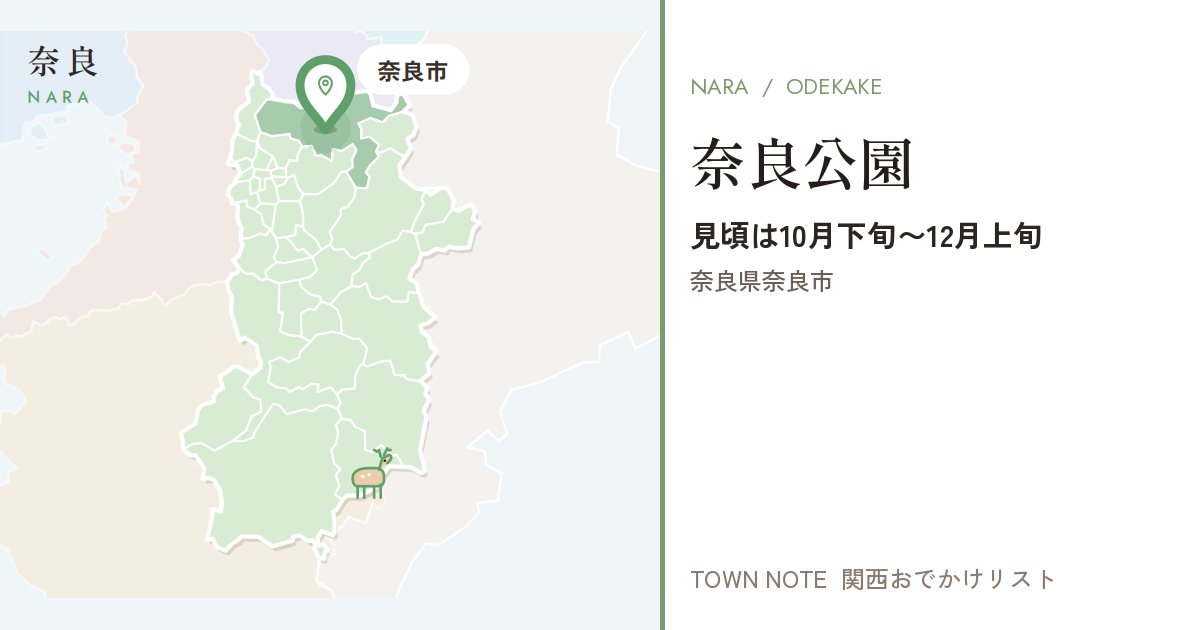 奈良
NARA
奈良市
NARA / ODEKAKE
奈良公園
見頃は10月下旬〜12月上旬
奈良県奈良市
TOWN NOTE 関西おでかけリスト